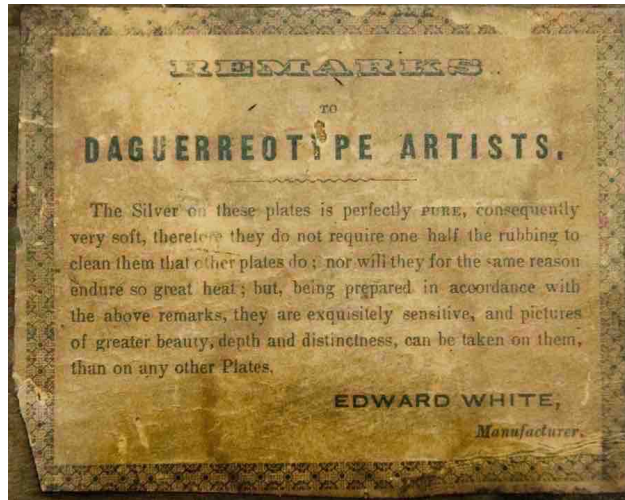 REMARKS
TO
DAGUERREOTYPE ARTISTS.
The Silver on these plates is perfectly PURE, consequently
very soft, therefore they do not require one half the rubbing to
clean them that other plates do; nor will they for the same reason
endure so great heat; but, being prepared in accordance with
the above remarks, they are exquisitely sensitive, and pictures
of greater beauty, depth and distinctness, can be taken on them,
than on any other Plates.
EDWARD WHITE,
Manufacturer.